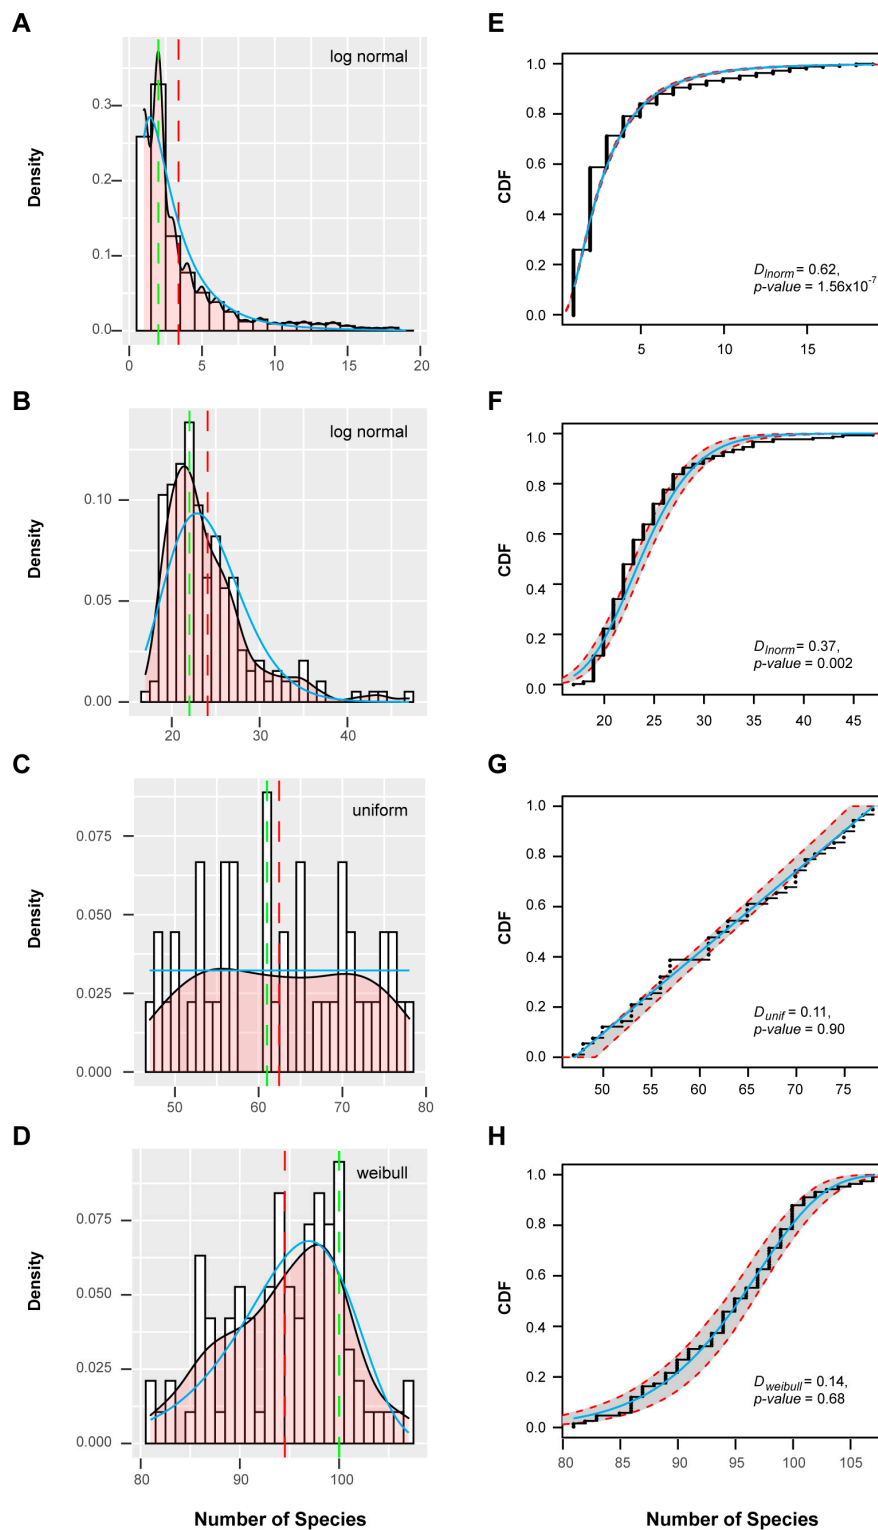 A
log normal
Density
0.3
0.2
0.1
0.0
0 5 10 15 20
E
CDF
1.0
0.8
0.6
0.4
0.2
0.0
D_lnorm = 0.62,
p-value = 1.56x10^-7
5 10 15
B
log normal
Density
0.10
0.05
0.00
20 30 40
F
CDF
1.0
0.8
0.6
0.4
0.2
0.0
D_lnorm = 0.37,
p-value = 0.002
20 25 30 35 40 45
C
uniform
Density
0.075
0.050
0.025
0.000
50 60 70 80
G
CDF
1.0
0.8
0.6
0.4
0.2
0.0
D_unif = 0.11,
p-value = 0.90
50 55 60 65 70 75
D
weibull
Density
0.075
0.050
0.025
0.000
80 90 100
Number of Species
H
CDF
1.0
0.8
0.6
0.4
0.2
0.0
D_weibull = 0.14,
p-value = 0.68
80 85 90 95 100 105
Number of Species